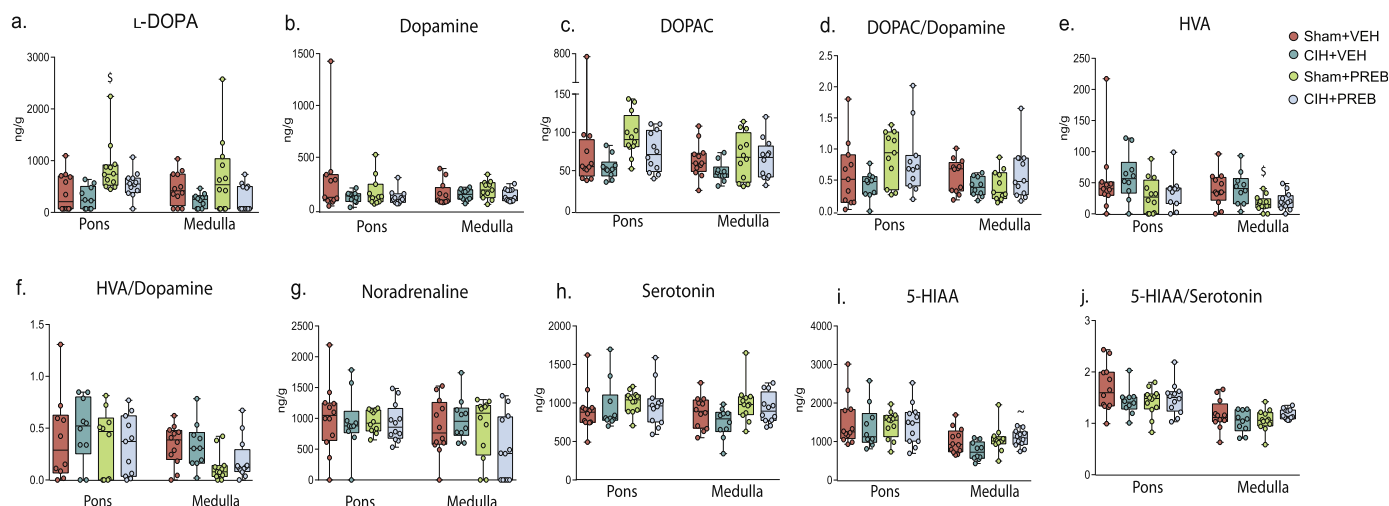 a. L-DOPA
ng/g
3000
2000
1000
0
$
Pons Medulla
b. Dopamine
ng/g
1500
1000
500
0
Pons Medulla
c. DOPAC
ng/g
800
150
100
50
0
Pons Medulla
d. DOPAC/Dopamine
2.5
2.0
1.5
1.0
0.5
0.0
Pons Medulla
e. HVA
ng/g
250
200
150
100
50
0
$
Pons Medulla
Sham+VEH
CIH+VEH
Sham+PREB
CIH+PREB
f. HVA/Dopamine
1.5
1.0
0.5
0.0
Pons Medulla
g. Noradrenaline
ng/g
2500
2000
1500
1000
500
0
Pons Medulla
h. Serotonin
ng/g
2000
1500
1000
500
0
Pons Medulla
i. 5-HIAA
ng/g
4000
3000
2000
1000
0
~
Pons Medulla
j. 5-HIAA/Serotonin
3
2
1
0
Pons Medulla